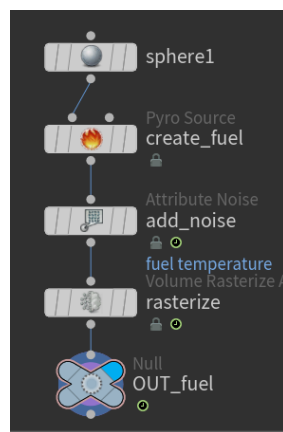 sphere1
Pyro Source
create_fuel
Attribute Noise
add_noise
fuel temperature
Volume Rasterize A
rasterize
Null
OUT_fuel